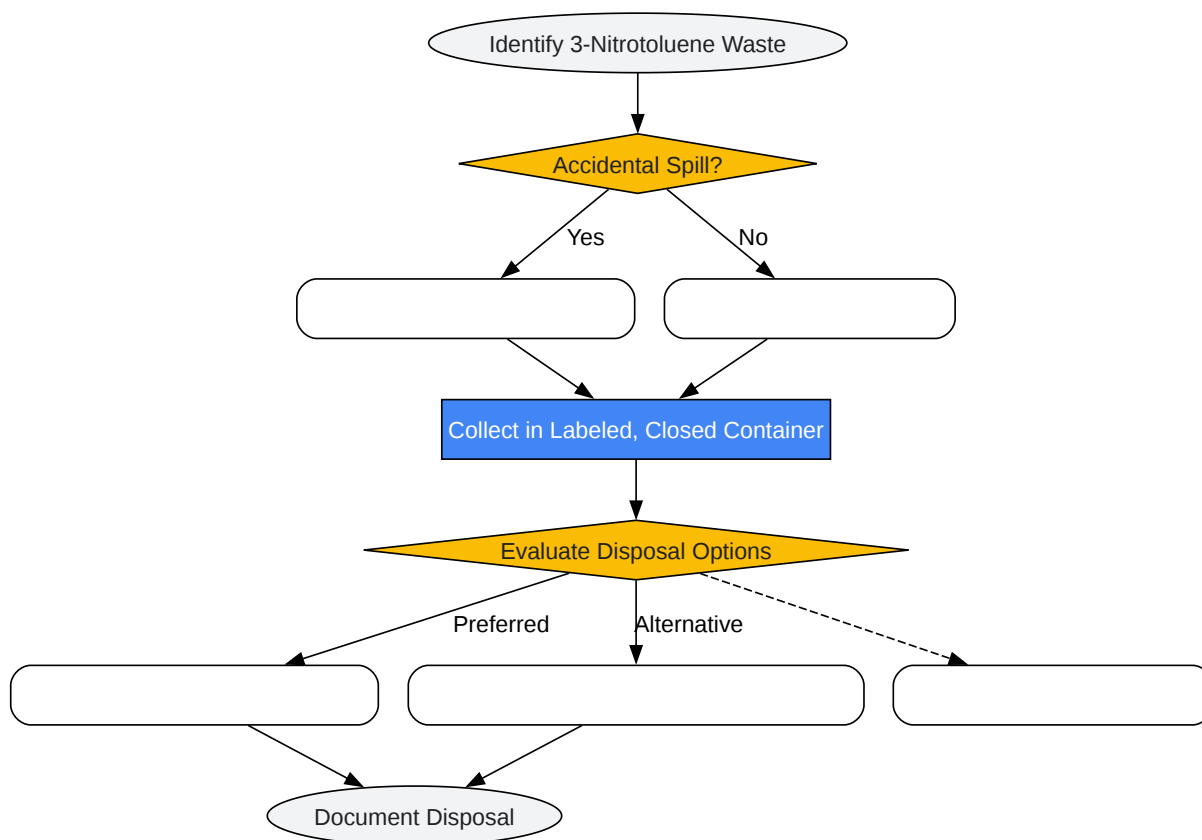 Identify 3-Nitrotoluene Waste
Accidental Spill?
Yes
No
Collect in Labeled, Closed Container
Evaluate Disposal Options
Preferred
Alternative
Document Disposal